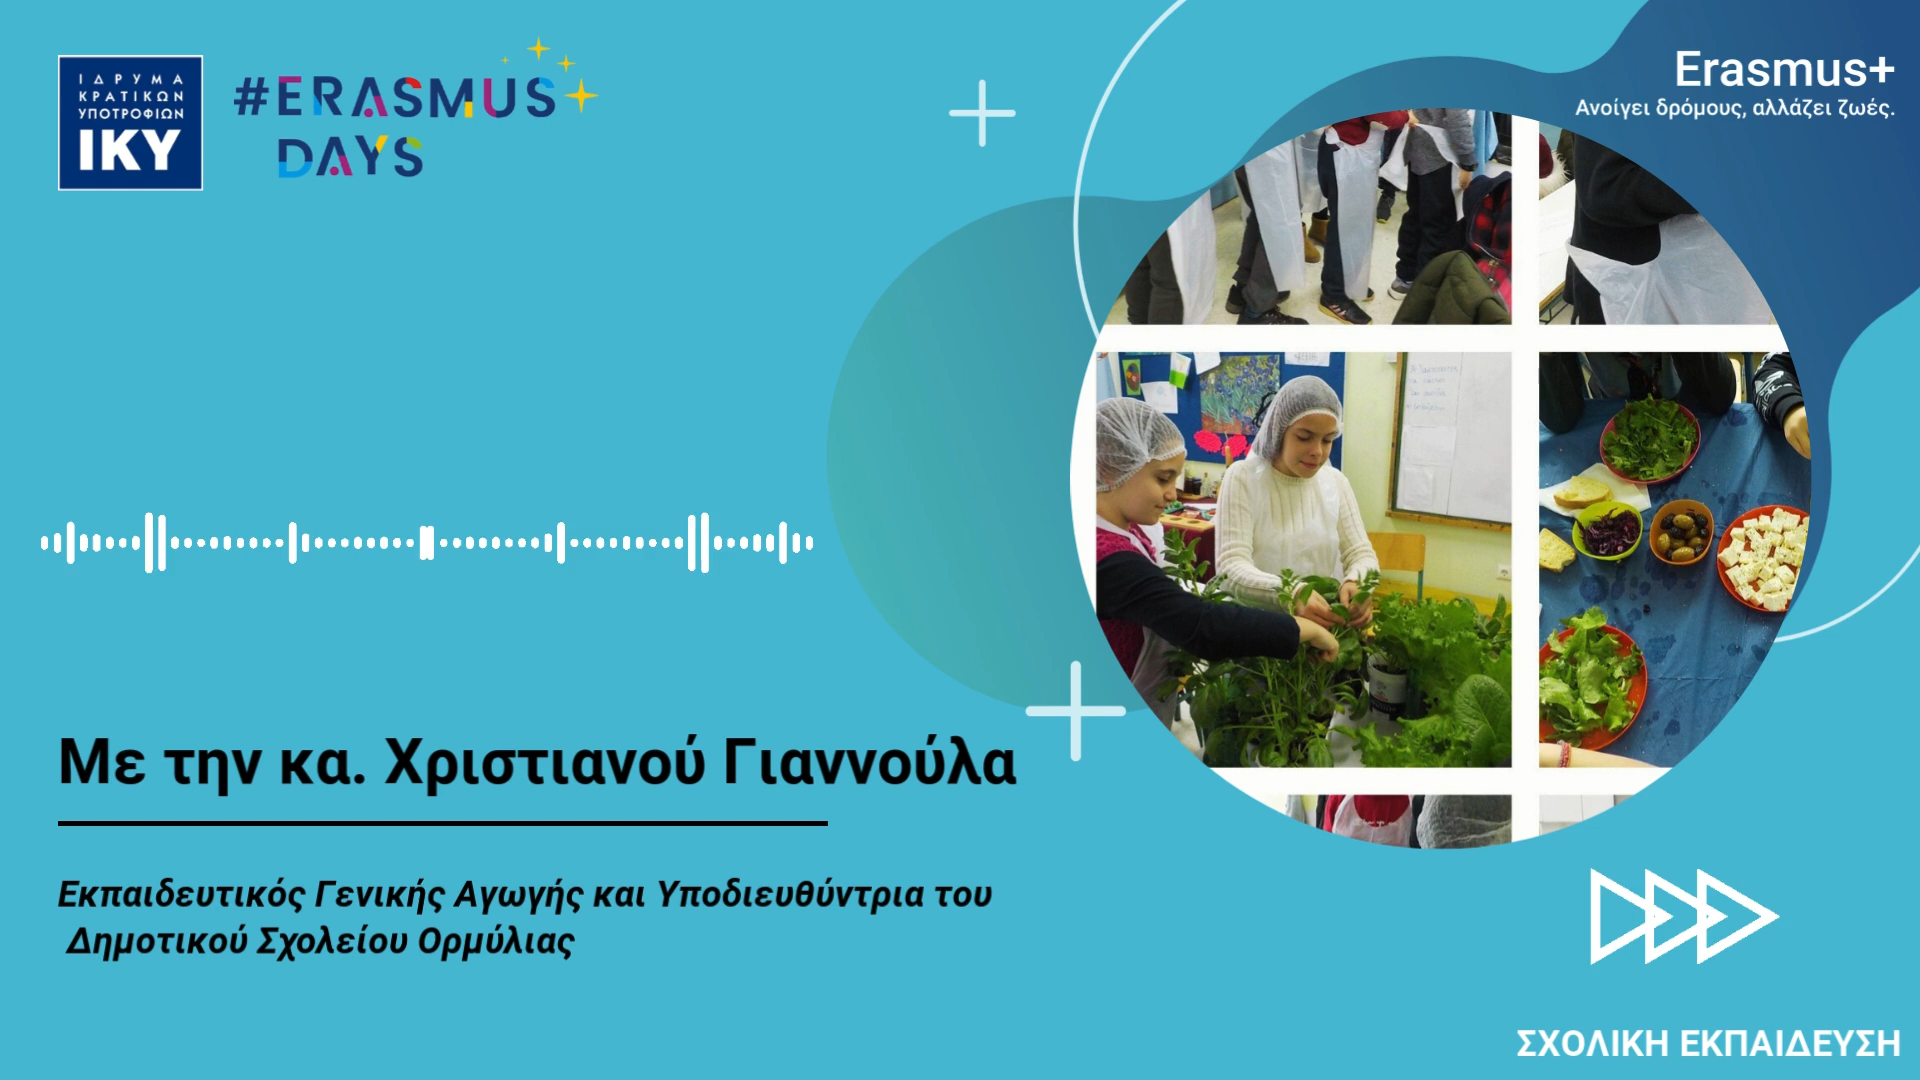 ΙΔΡΥΜΑ
ΚΡΑΤΙΚΩΝ
ΥΠΟΤΡΟΦΙΩΝ
ΙΚΥ
#ERASMUS
DAYS
Erasmus+
Ανοίγει δρόμους, αλλάζει ζωές.
Με την κα. Χριστιανού Γιαννούλα
Εκπαιδευτικός Γενικής Αγωγής και Υποδιευθύντρια του
Δημοτικού Σχολείου Ορμύλιας
ΣΧΟΛΙΚΗ ΕΚΠΑΙΔΕΥΣΗ